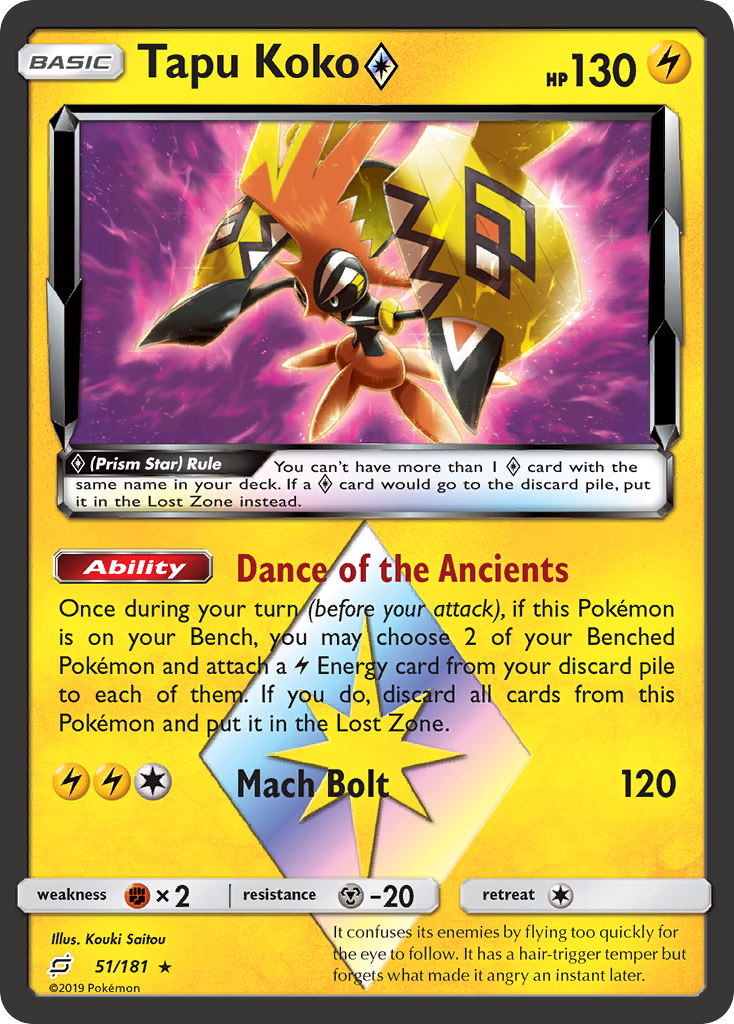 BASIC Tapu Koko HP130
(Prism Star) Rule You can't have more than 1 card with the
same name in your deck. If a card would go to the discard pile, put
it in the Lost Zone instead.
Ability Dance of the Ancients
Once during your turn (before your attack), if this Pokémon
is on your Bench, you may choose 2 of your Benched
Pokémon and attach a Energy card from your discard pile
to each of them. If you do, discard all cards from this
Pokémon and put it in the Lost Zone.
Mach Bolt 120
weakness ×2 resistance -20 retreat
Illus. Kouki Saitou
51/181 ★
©2019 Pokémon
It confuses its enemies by flying too quickly for
the eye to follow. It has a hair-trigger temper but
forgets what made it angry an instant later.